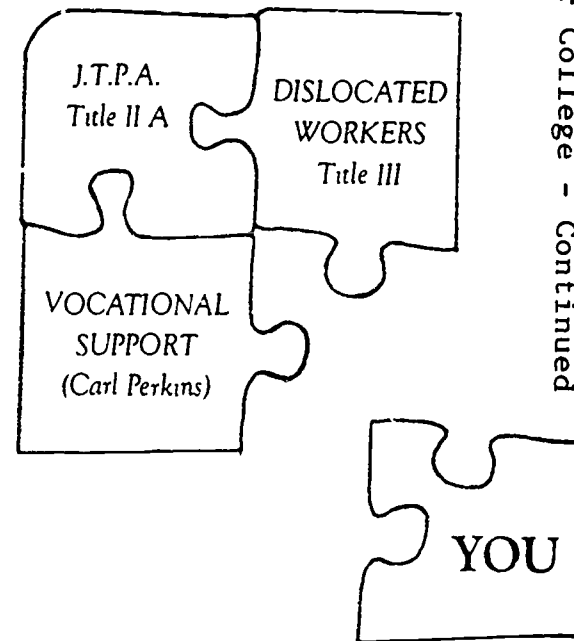 J.T.P.A.
Title II A
DISLOCATED
WORKERS
Title III
VOCATIONAL
SUPPORT
(Carl Perkins)
YOU
College - Continued